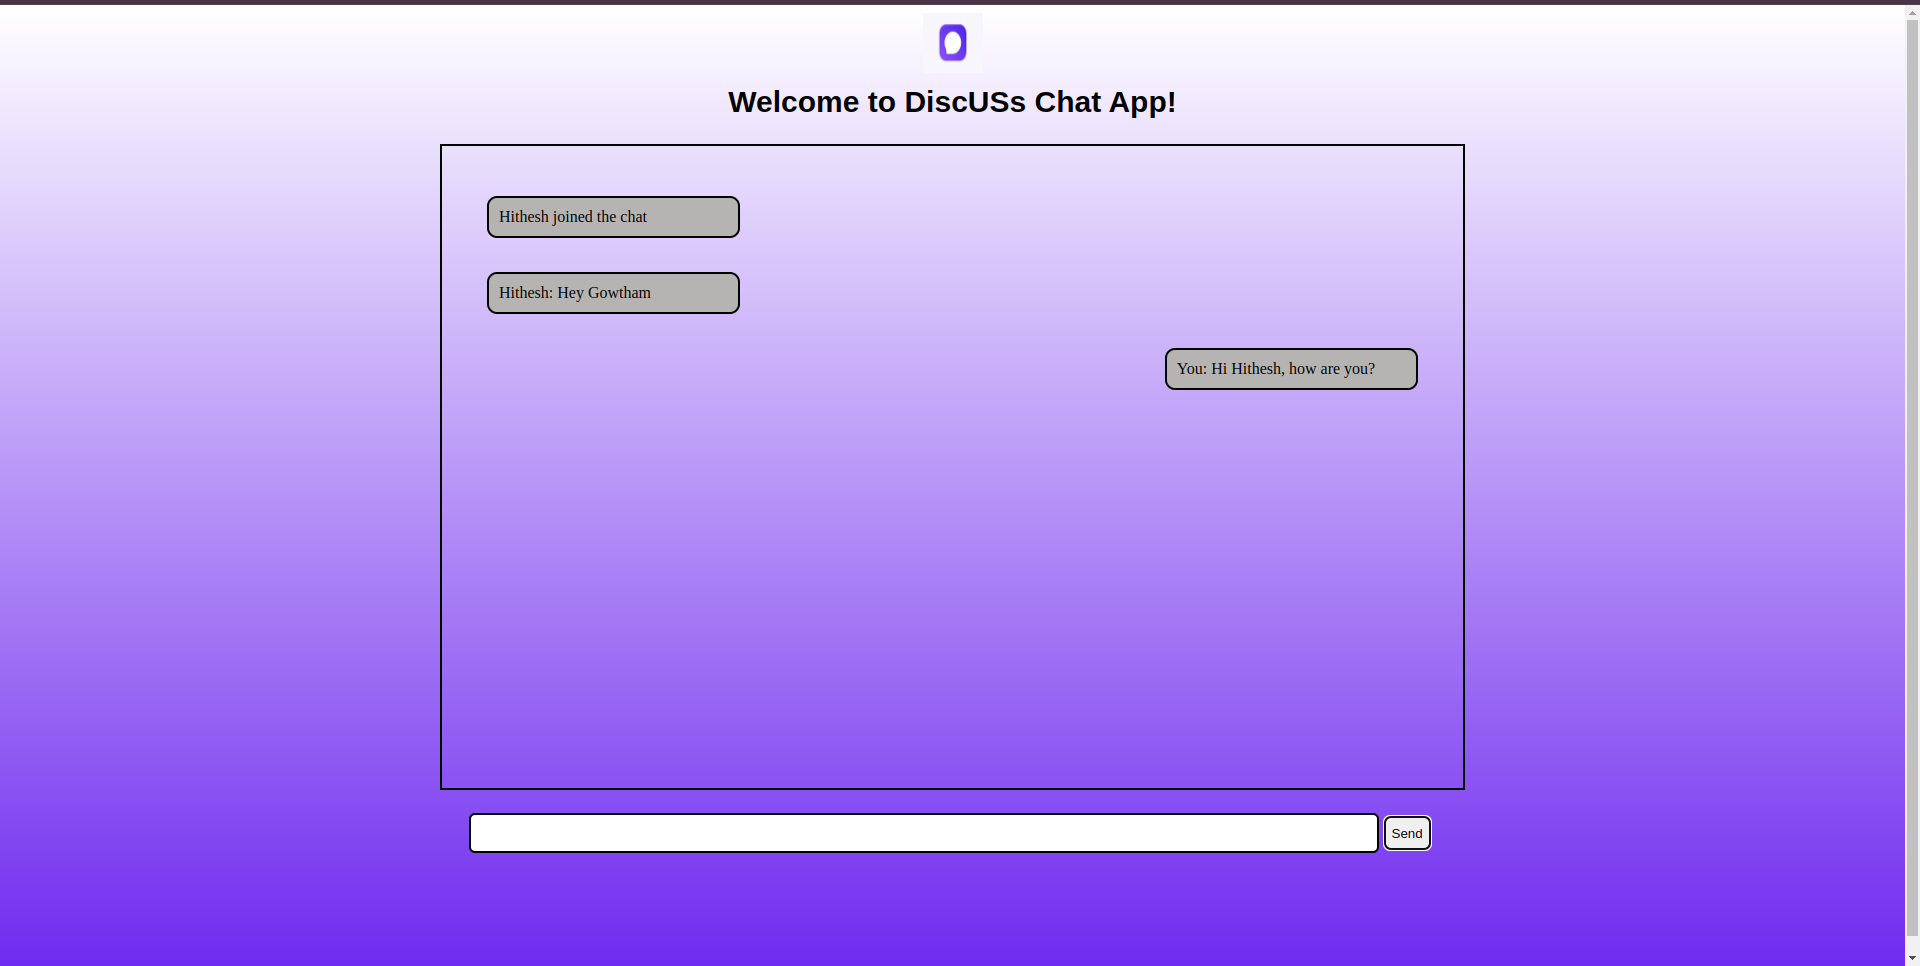 Welcome to DiscUSs Chat App!
Hithesh joined the chat
Hithesh: Hey Gowtham
You: Hi Hithesh, how are you?
Send